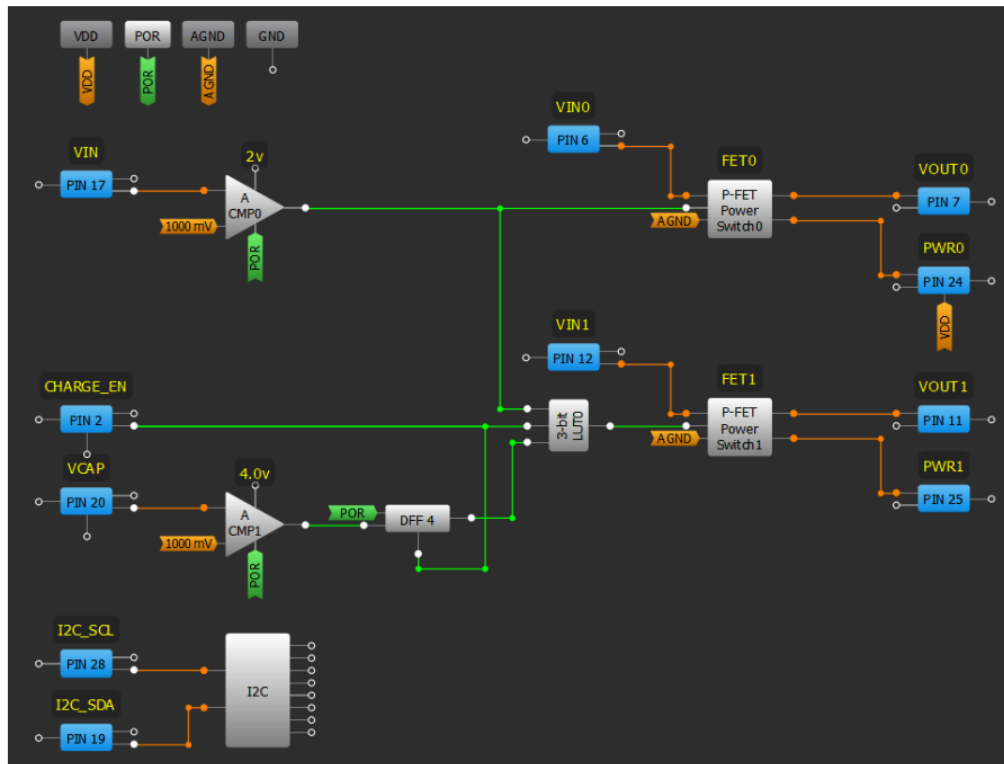 VDD
POR
AGND
GND
VDD
POR
AGND
VIN
PIN 17
2v
A
CMP0
1000 mV
POR
VIN0
PIN 6
FET0
P-FET
Power
Switch0
AGND
VOUT0
PIN 7
PWR0
PIN 24
VDD
VIN1
PIN 12
FET1
P-FET
Power
Switch1
AGND
VOUT1
PIN 11
PWR1
PIN 25
CHARGE_EN
PIN 2
3-bit
LUT0
VCAP
PIN 20
4.0v
A
CMP1
1000 mV
POR
POR
DFF 4
I2C_SCL
PIN 28
I2C
I2C_SDA
PIN 19